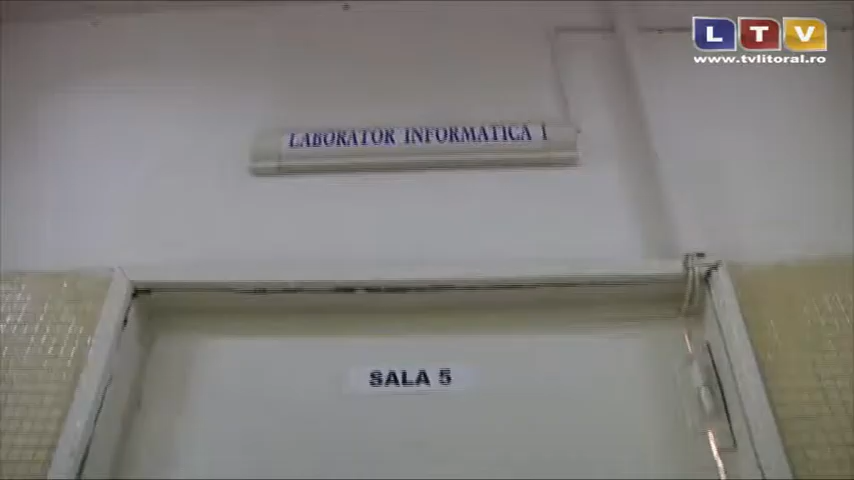 LTV
www.tvlitoral.ro
LABORATOR INFORMATICA I
SALA 5